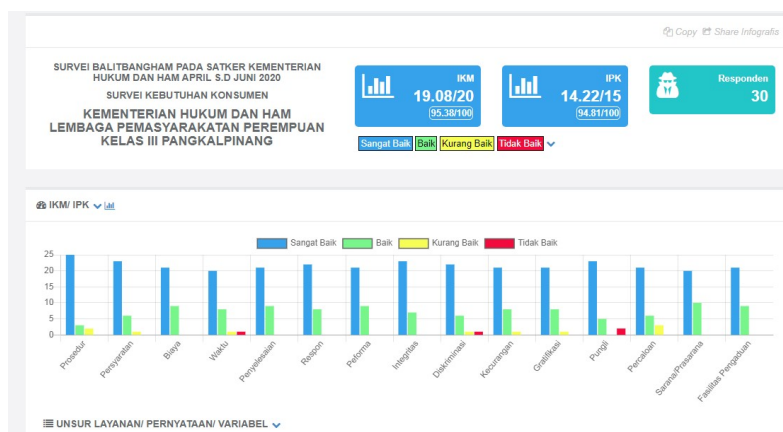 Copy Share Infografis
SURVEI BALITBANGHAM PADA SATKER KEMENTERIAN
HUKUM DAN HAM APRIL S.D JUNI 2020
SURVEI KEBUTUHAN KONSUMEN
KEMENTERIAN HUKUM DAN HAM
LEMBAGA PEMASYARAKATAN PEREMPUAN
KELAS III PANGKALPINANG
IKM
19.08/20
95.38/100
IPK
14.22/15
94.81/100
Responden
30
Sangat Baik Baik Kurang Baik Tidak Baik
IKM/ IPK
Sangat Baik Baik Kurang Baik Tidak Baik
25
20
15
10
5
0
Prosedur
Persyaratan
Biaya
Waktu
Penyelesaian
Respon
Peforma
Integritas
Diskriminasi
Kecurangan
Gratifikasi
Pungli
Percaloan
Sarana/Prasarana
Fasilitas Pengaduan
UNSUR LAYANAN/ PERNYATAAN/ VARIABEL